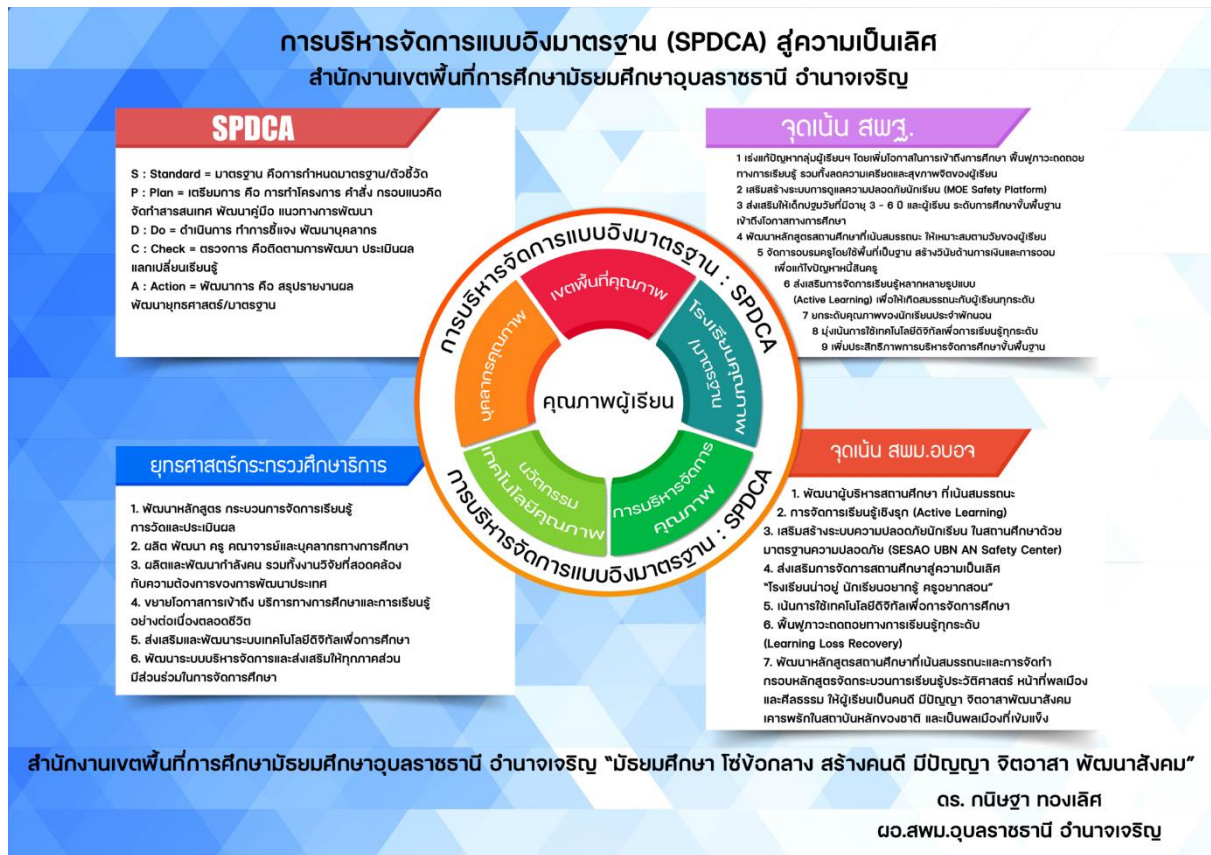 การบริหารจัดการแบบอิงมาตรฐาน (SPDCA) สู่ความเป็นเลิศ
สำนักงานเขตพื้นที่การศึกษามัธยมศึกษาอุบลราชธานี อำนาจเจริญ
SPDCA
S : Standard = มาตรฐาน คือการกำหนดมาตรฐาน/ตัวชี้วัด
P : Plan = เตรียมการ คือ การทำโครงการ คำสั่ง กรอบแนวคิด
จัดทำสารสนเทศ พัฒนาคู่มือ แนวทางการพัฒนา
D : Do = ดำเนินการ ทำการชี้แจง พัฒนาบุคลากร
C : Check = ตรวจการ คือติดตามการพัฒนา ประเมินผล
แลกเปลี่ยนเรียนรู้
A : Action = พัฒนาการ คือ สรุปรายงานผล
พัฒนายุทธศาสตร์/มาตรฐาน
จุดเน้น สพฐ.
1 เร่งแก้ปัญหากลุ่มผู้เรียนฯ โดยเพิ่มโอกาสในการเข้าถึงการศึกษา ฟื้นฟูภาวะถดถอย
ทางการเรียนรู้ รวมทั้งลดความเครียดและสุขภาพจิตของผู้เรียน
2 เสริมสร้างระบบการดูแลความปลอดภัยนักเรียน (MOE Safety Platform)
3 ส่งเสริมให้เด็กปฐมวัยที่มีอายุ 3 - 6 ปี และผู้เรียน ระดับการศึกษาขั้นพื้นฐาน
เข้าถึงโอกาสทางการศึกษา
4 พัฒนาหลักสูตรสถานศึกษาที่เน้นสมรรถนะ ให้เหมาะสมตามวัยของผู้เรียน
5 จัดการอบรมครูโดยใช้พื้นที่เป็นฐาน สร้างวินัยด้านการเงินและการออม
เพื่อแก้ไขปัญหาหนี้สินครู
6 ส่งเสริมการจัดการเรียนรู้หลากหลายรูปแบบ
(Active Learning) เพื่อให้เกิดสมรรถนะกับผู้เรียนทุกระดับ
7 ยกระดับคุณภาพของนักเรียนประจำพักนอน
8 มุ่งเน้นการใช้เทคโนโลยีดิจิทัลเพื่อการเรียนรู้ทุกระดับ
9 เพิ่มประสิทธิภาพการบริหารจัดการศึกษาขั้นพื้นฐาน
การบริหารจัดการแบบอิงมาตรฐาน : SPDCA
เขตพื้นที่คุณภาพ
โรงเรียนคุณภาพ
/มาตรฐาน
บุคลากรคุณภาพ
คุณภาพผู้เรียน
นวัตกรรม
เทคโนโลยีคุณภาพ
การบริหารจัดการ
คุณภาพ
การบริหารจัดการแบบอิงมาตรฐาน : SPDCA
ยุทธศาสตร์กระทรวงศึกษาธิการ
1. พัฒนาหลักสูตร กระบวนการจัดการเรียนรู้
การวัดและประเมินผล
2. ผลิต พัฒนา ครู คณาจารย์และบุคลากรทางการศึกษา
3. ผลิตและพัฒนากำลังคน รวมทั้งงานวิจัยที่สอดคล้อง
กับความต้องการของการพัฒนาประเทศ
4. ขยายโอกาสการเข้าถึง บริการทางการศึกษาและการเรียนรู้
อย่างต่อเนื่องตลอดชีวิต
5. ส่งเสริมและพัฒนาระบบเทคโนโลยีดิจิทัลเพื่อการศึกษา
6. พัฒนาระบบบริหารจัดการและส่งเสริมให้ทุกภาคส่วน
มีส่วนร่วมในการจัดการศึกษา
จุดเน้น สพม.อบอจ
1. พัฒนาผู้บริหารสถานศึกษา ที่เน้นสมรรถนะ
2. การจัดการเรียนรู้เชิงรุก (Active Learning)
3. เสริมสร้างระบบความปลอดภัยนักเรียน ในสถานศึกษาด้วย
มาตรฐานความปลอดภัย (SESAO UBN AN Safety Center)
4. ส่งเสริมการจัดการสถานศึกษาสู่ความเป็นเลิศ
"โรงเรียนน่าอยู่ นักเรียนอยากรู้ ครูอยากสอน"
5. เน้นการใช้เทคโนโลยีดิจิทัลเพื่อการจัดการศึกษา
6. ฟื้นฟูภาวะถดถอยทางการเรียนรู้ทุกระดับ
(Learning Loss Recovery)
7. พัฒนาหลักสูตรสถานศึกษาที่เน้นสมรรถนะและการจัดทำ
กรอบหลักสูตรจัดกระบวนการเรียนรู้ประวัติศาสตร์ หน้าที่พลเมือง
และศีลธรรม ให้ผู้เรียนเป็นคนดี มีปัญญา จิตอาสาพัฒนาสังคม
เคารพรักในสถาบันหลักของชาติ และเป็นพลเมืองที่เข้มแข็ง
สำนักงานเขตพื้นที่การศึกษามัธยมศึกษาอุบลราชธานี อำนาจเจริญ "มัธยมศึกษา โซ่ข้อกลาง สร้างคนดี มีปัญญา จิตอาสา พัฒนาสังคม"
ดร. กนิษฐา ทองเลิศ
ผอ.สพม.อุบลราชธานี อำนาจเจริญ